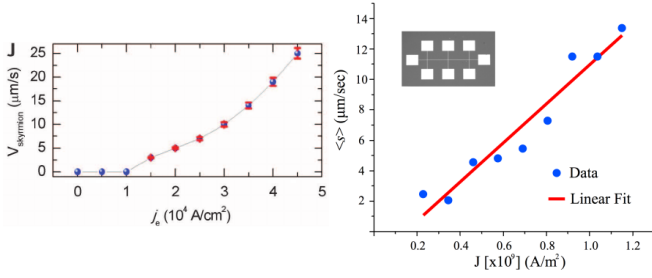 J
V_skyrmion (μm/s)
25
20
15
10
5
0
0 1 2 3 4 5
j_e (10^4 A/cm^2)
<s> (μm/sec)
14
12
10
8
6
4
2
Data
Linear Fit
0.2 0.4 0.6 0.8 1.0 1.2
J [x10^9] (A/m^2)